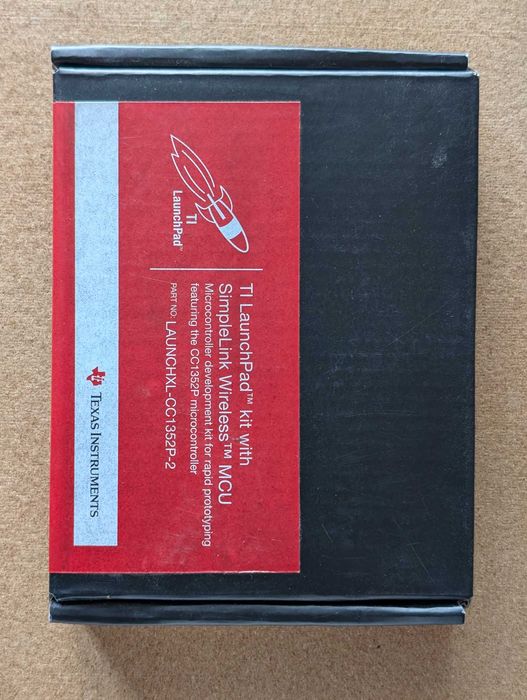 TI
LaunchPad™
TI LaunchPad™ kit with
SimpleLink Wireless™ MCU
Microcontroller development kit for rapid prototyping
featuring the CC1352P microcontroller
PART NO: LAUNCHXL-CC1352P-2
TEXAS INSTRUMENTS